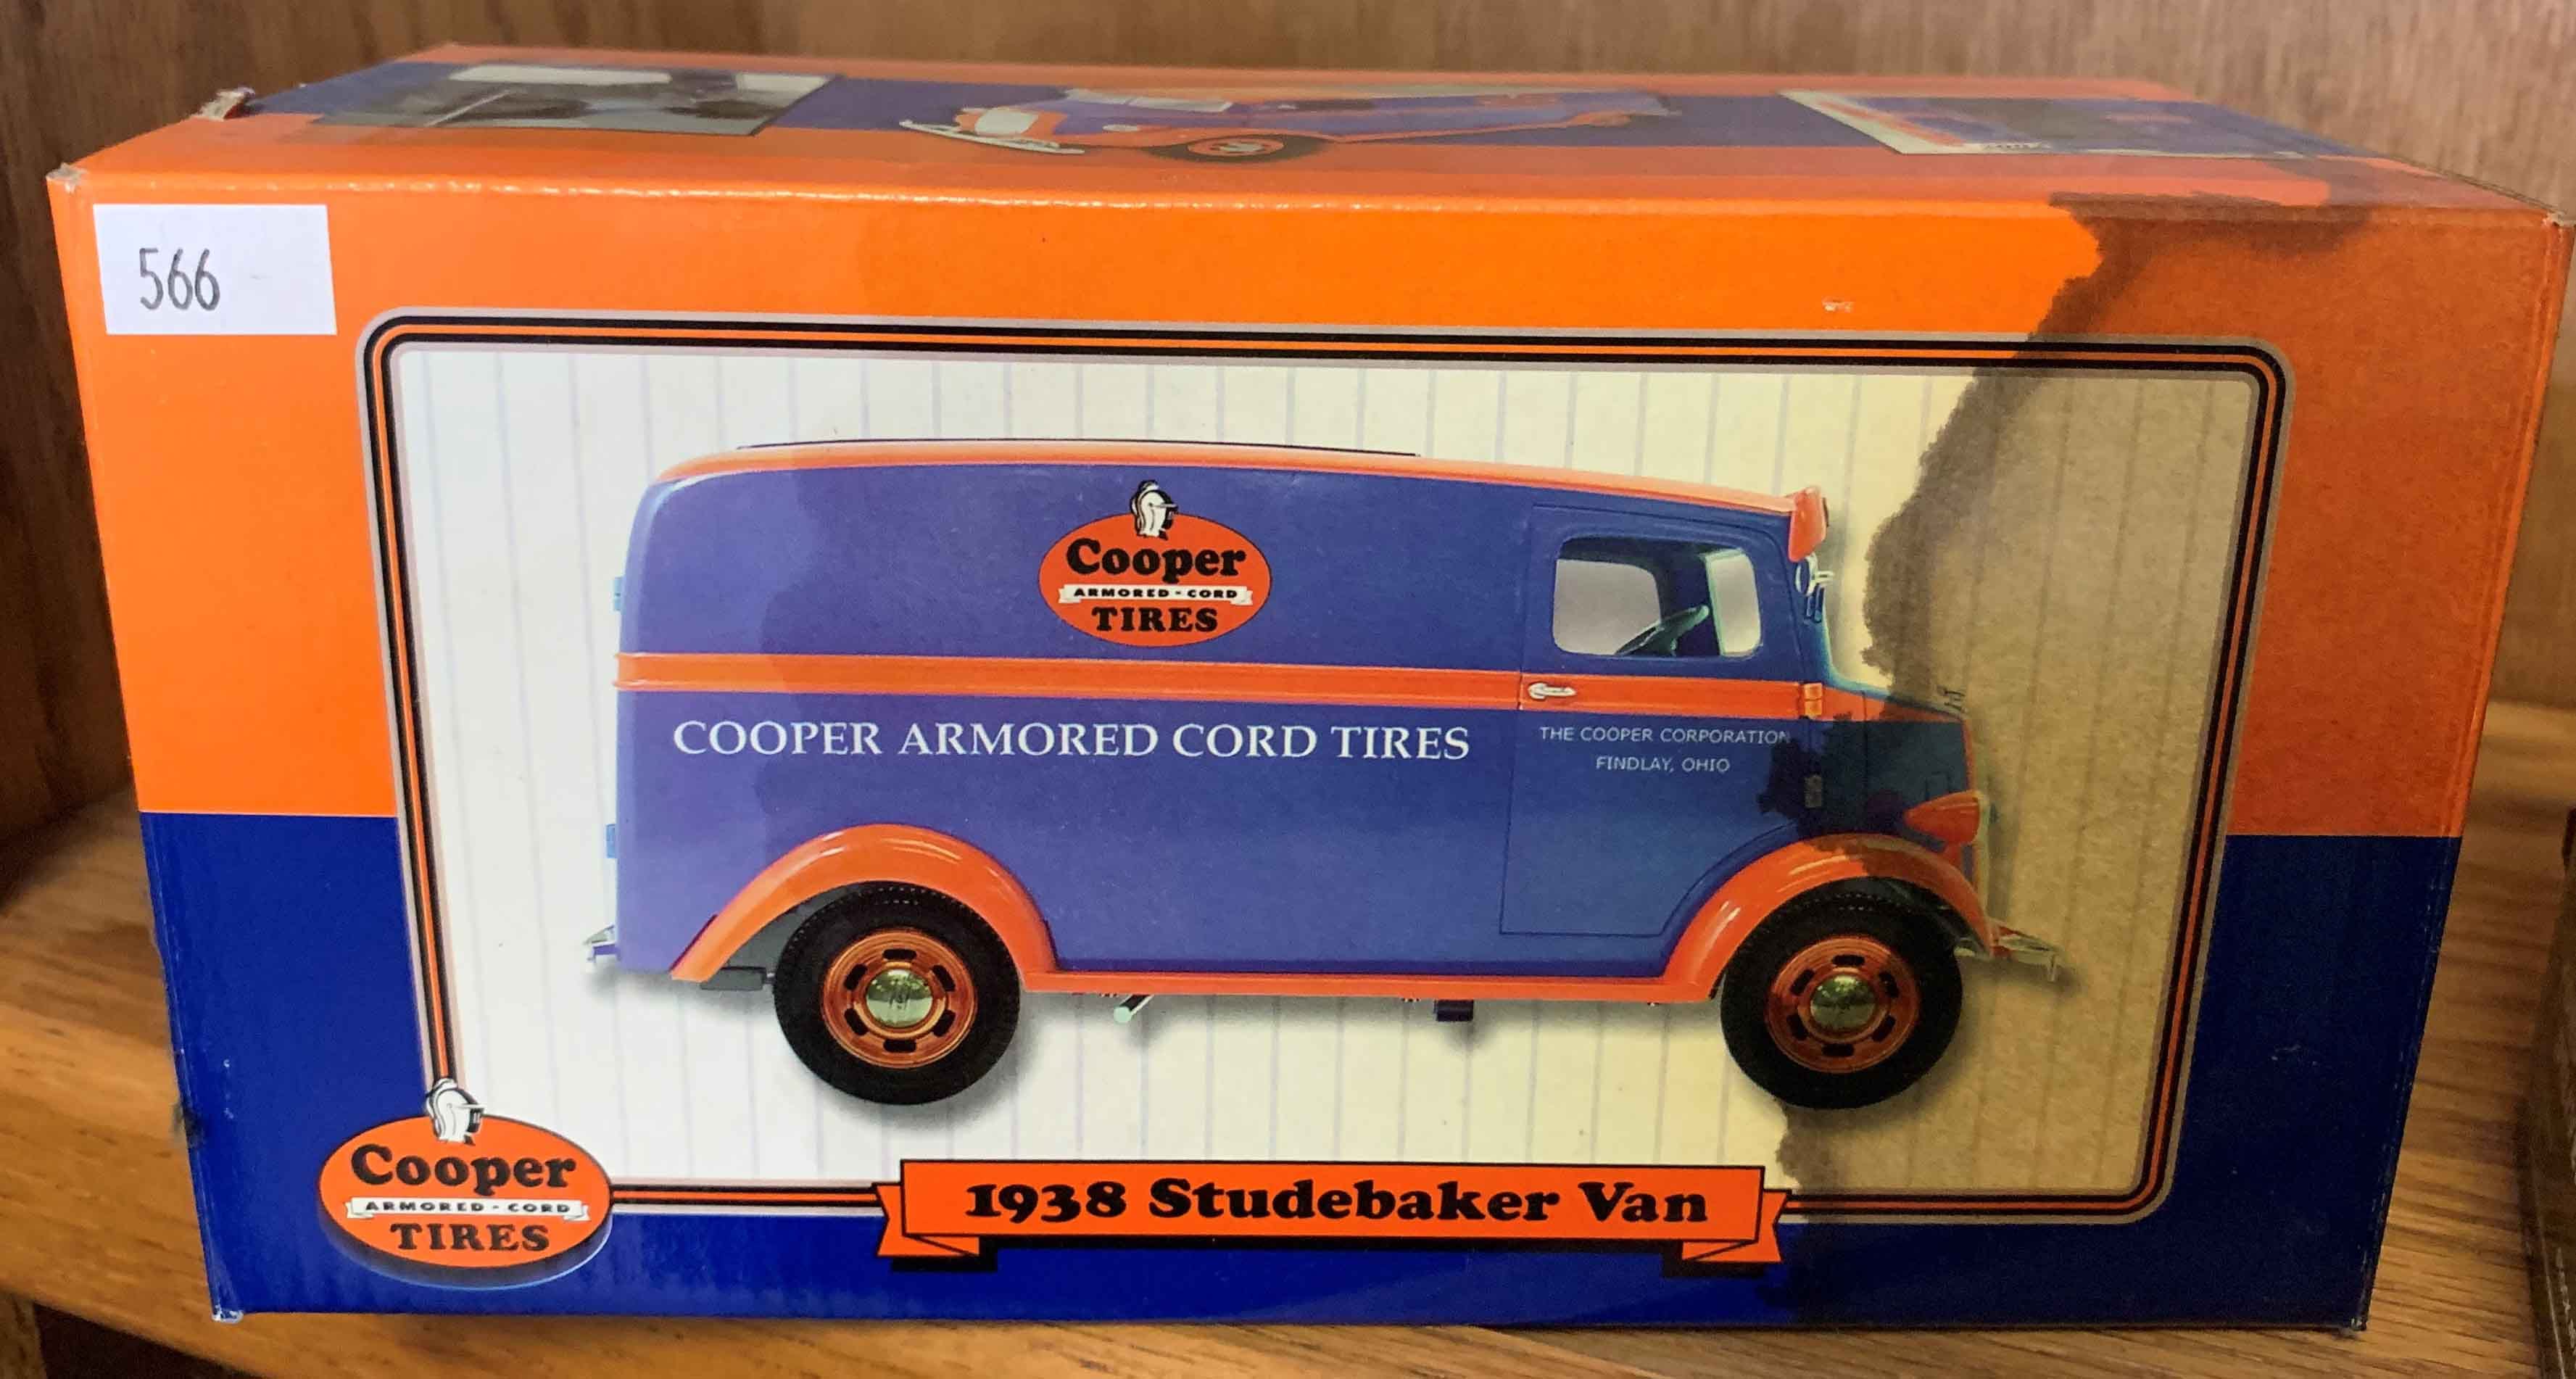 566
Cooper
ARMORED - CORD
TIRES
COOPER ARMORED CORD TIRES
THE COOPER CORPORATION
FINDLAY, OHIO
Cooper
ARMORED - CORD
TIRES
1938 Studebaker Van